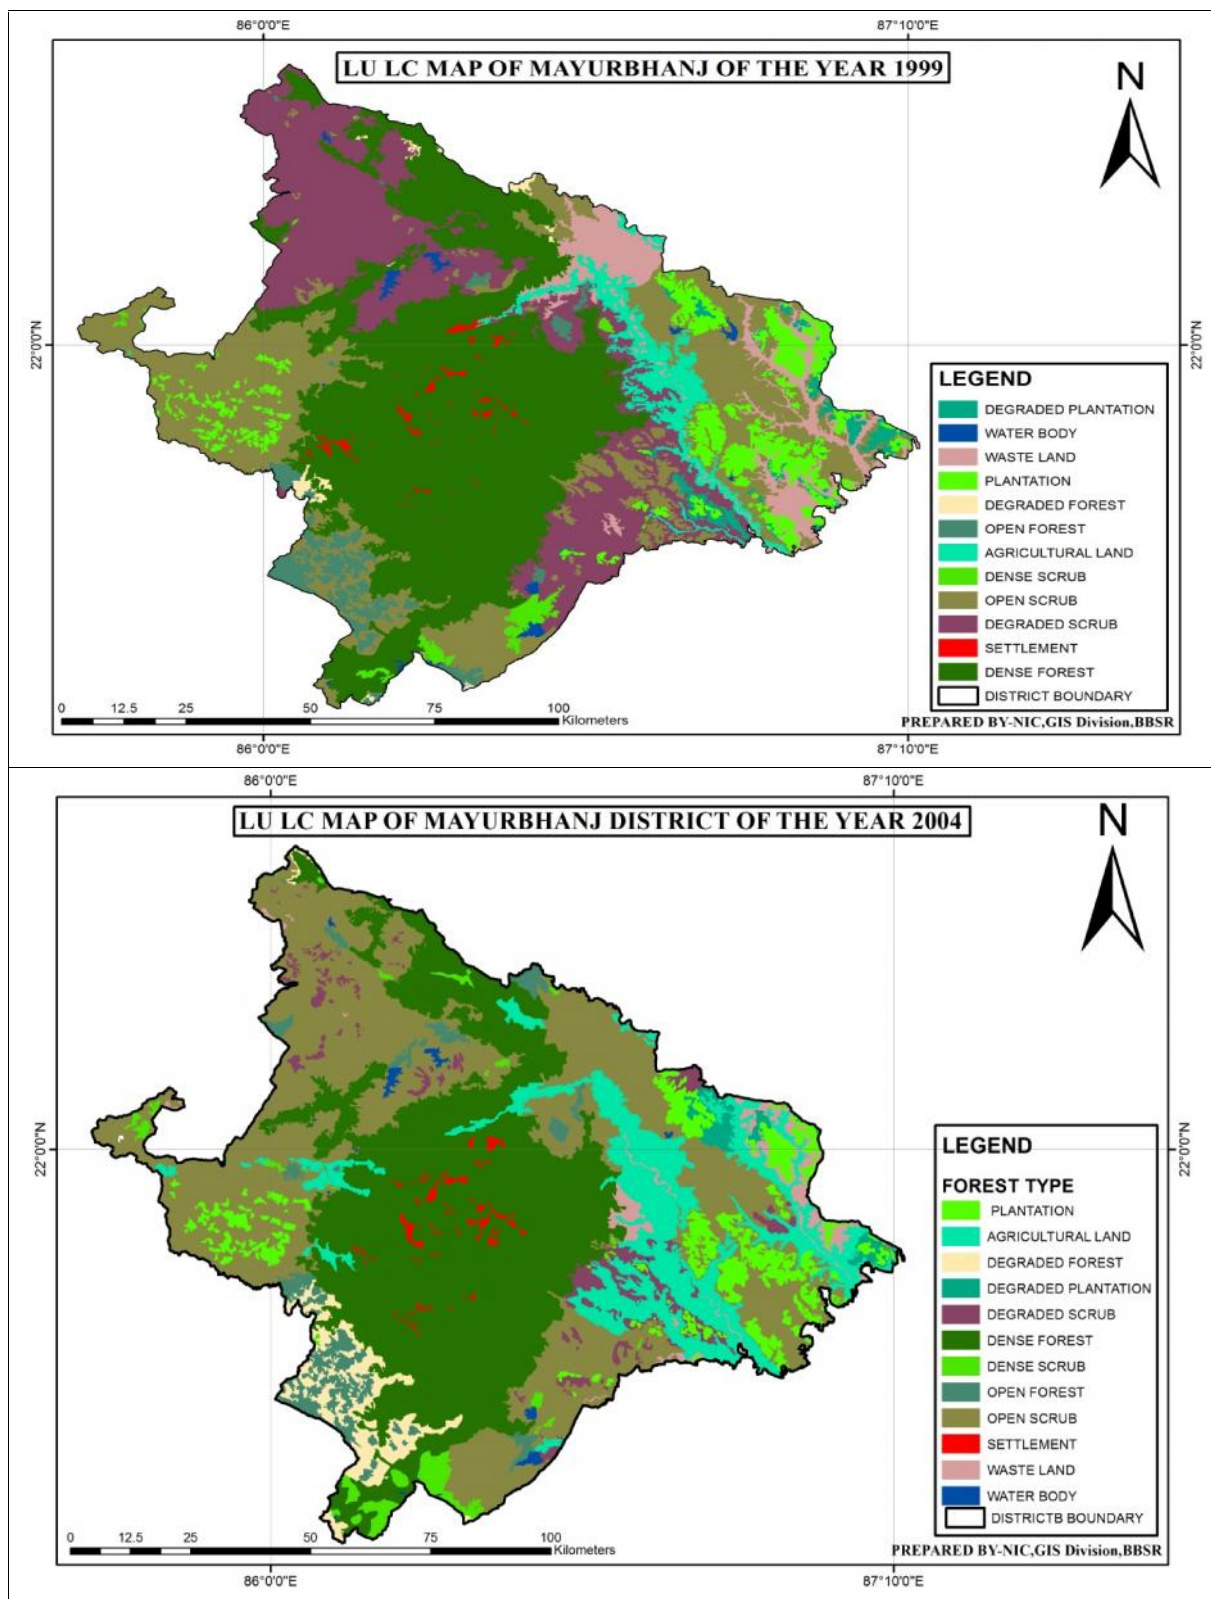 86°0'0"E 87°10'0"E
LU LC MAP OF MAYURBHANJ OF THE YEAR 1999
N
22°0'0"N 22°0'0"N
LEGEND
DEGRADED PLANTATION
WATER BODY
WASTE LAND
PLANTATION
DEGRADED FOREST
OPEN FOREST
AGRICULTURAL LAND
DENSE SCRUB
OPEN SCRUB
DEGRADED SCRUB
SETTLEMENT
DENSE FOREST
DISTRICT BOUNDARY
0 12.5 25 50 75 100
Kilometers
PREPARED BY-NIC,GIS Division,BBSR
86°0'0"E 87°10'0"E
86°0'0"E 87°10'0"E
LU LC MAP OF MAYURBHANJ DISTRICT OF THE YEAR 2004
N
22°0'0"N 22°0'0"N
LEGEND
FOREST TYPE
PLANTATION
AGRICULTURAL LAND
DEGRADED FOREST
DEGRADED PLANTATION
DEGRADED SCRUB
DENSE FOREST
DENSE SCRUB
OPEN FOREST
OPEN SCRUB
SETTLEMENT
WASTE LAND
WATER BODY
DISTRICTB BOUNDARY
0 12.5 25 50 75 100
Kilometers
PREPARED BY-NIC,GIS Division,BBSR
86°0'0"E 87°10'0"E